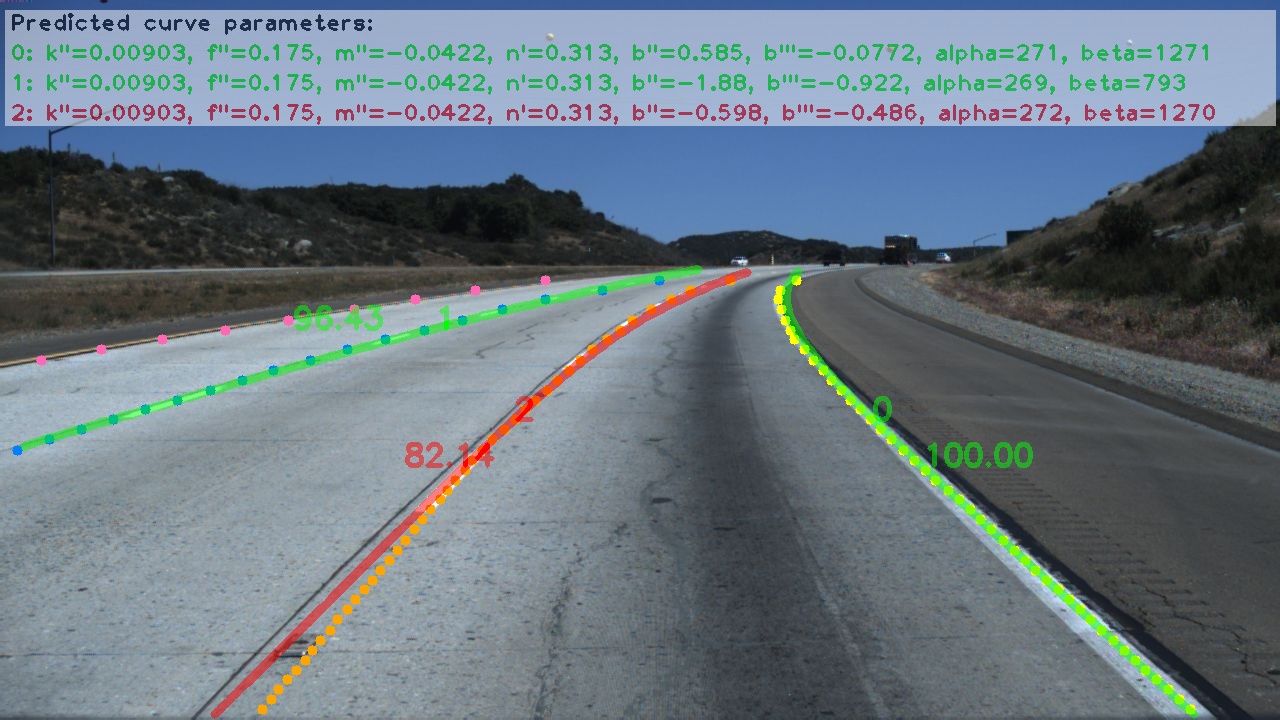 Predicted curve parameters:
0: k''=0.00903, f''=0.175, m''=-0.0422, n'=0.313, b''=0.585, b'''=-0.0772, alpha=271, beta=1271
1: k''=0.00903, f''=0.175, m''=-0.0422, n'=0.313, b''=-1.88, b'''=-0.922, alpha=269, beta=793
2: k''=0.00903, f''=0.175, m''=-0.0422, n'=0.313, b''=-0.598, b'''=-0.486, alpha=272, beta=1270
98.43 1
2 0
82.14 100.00